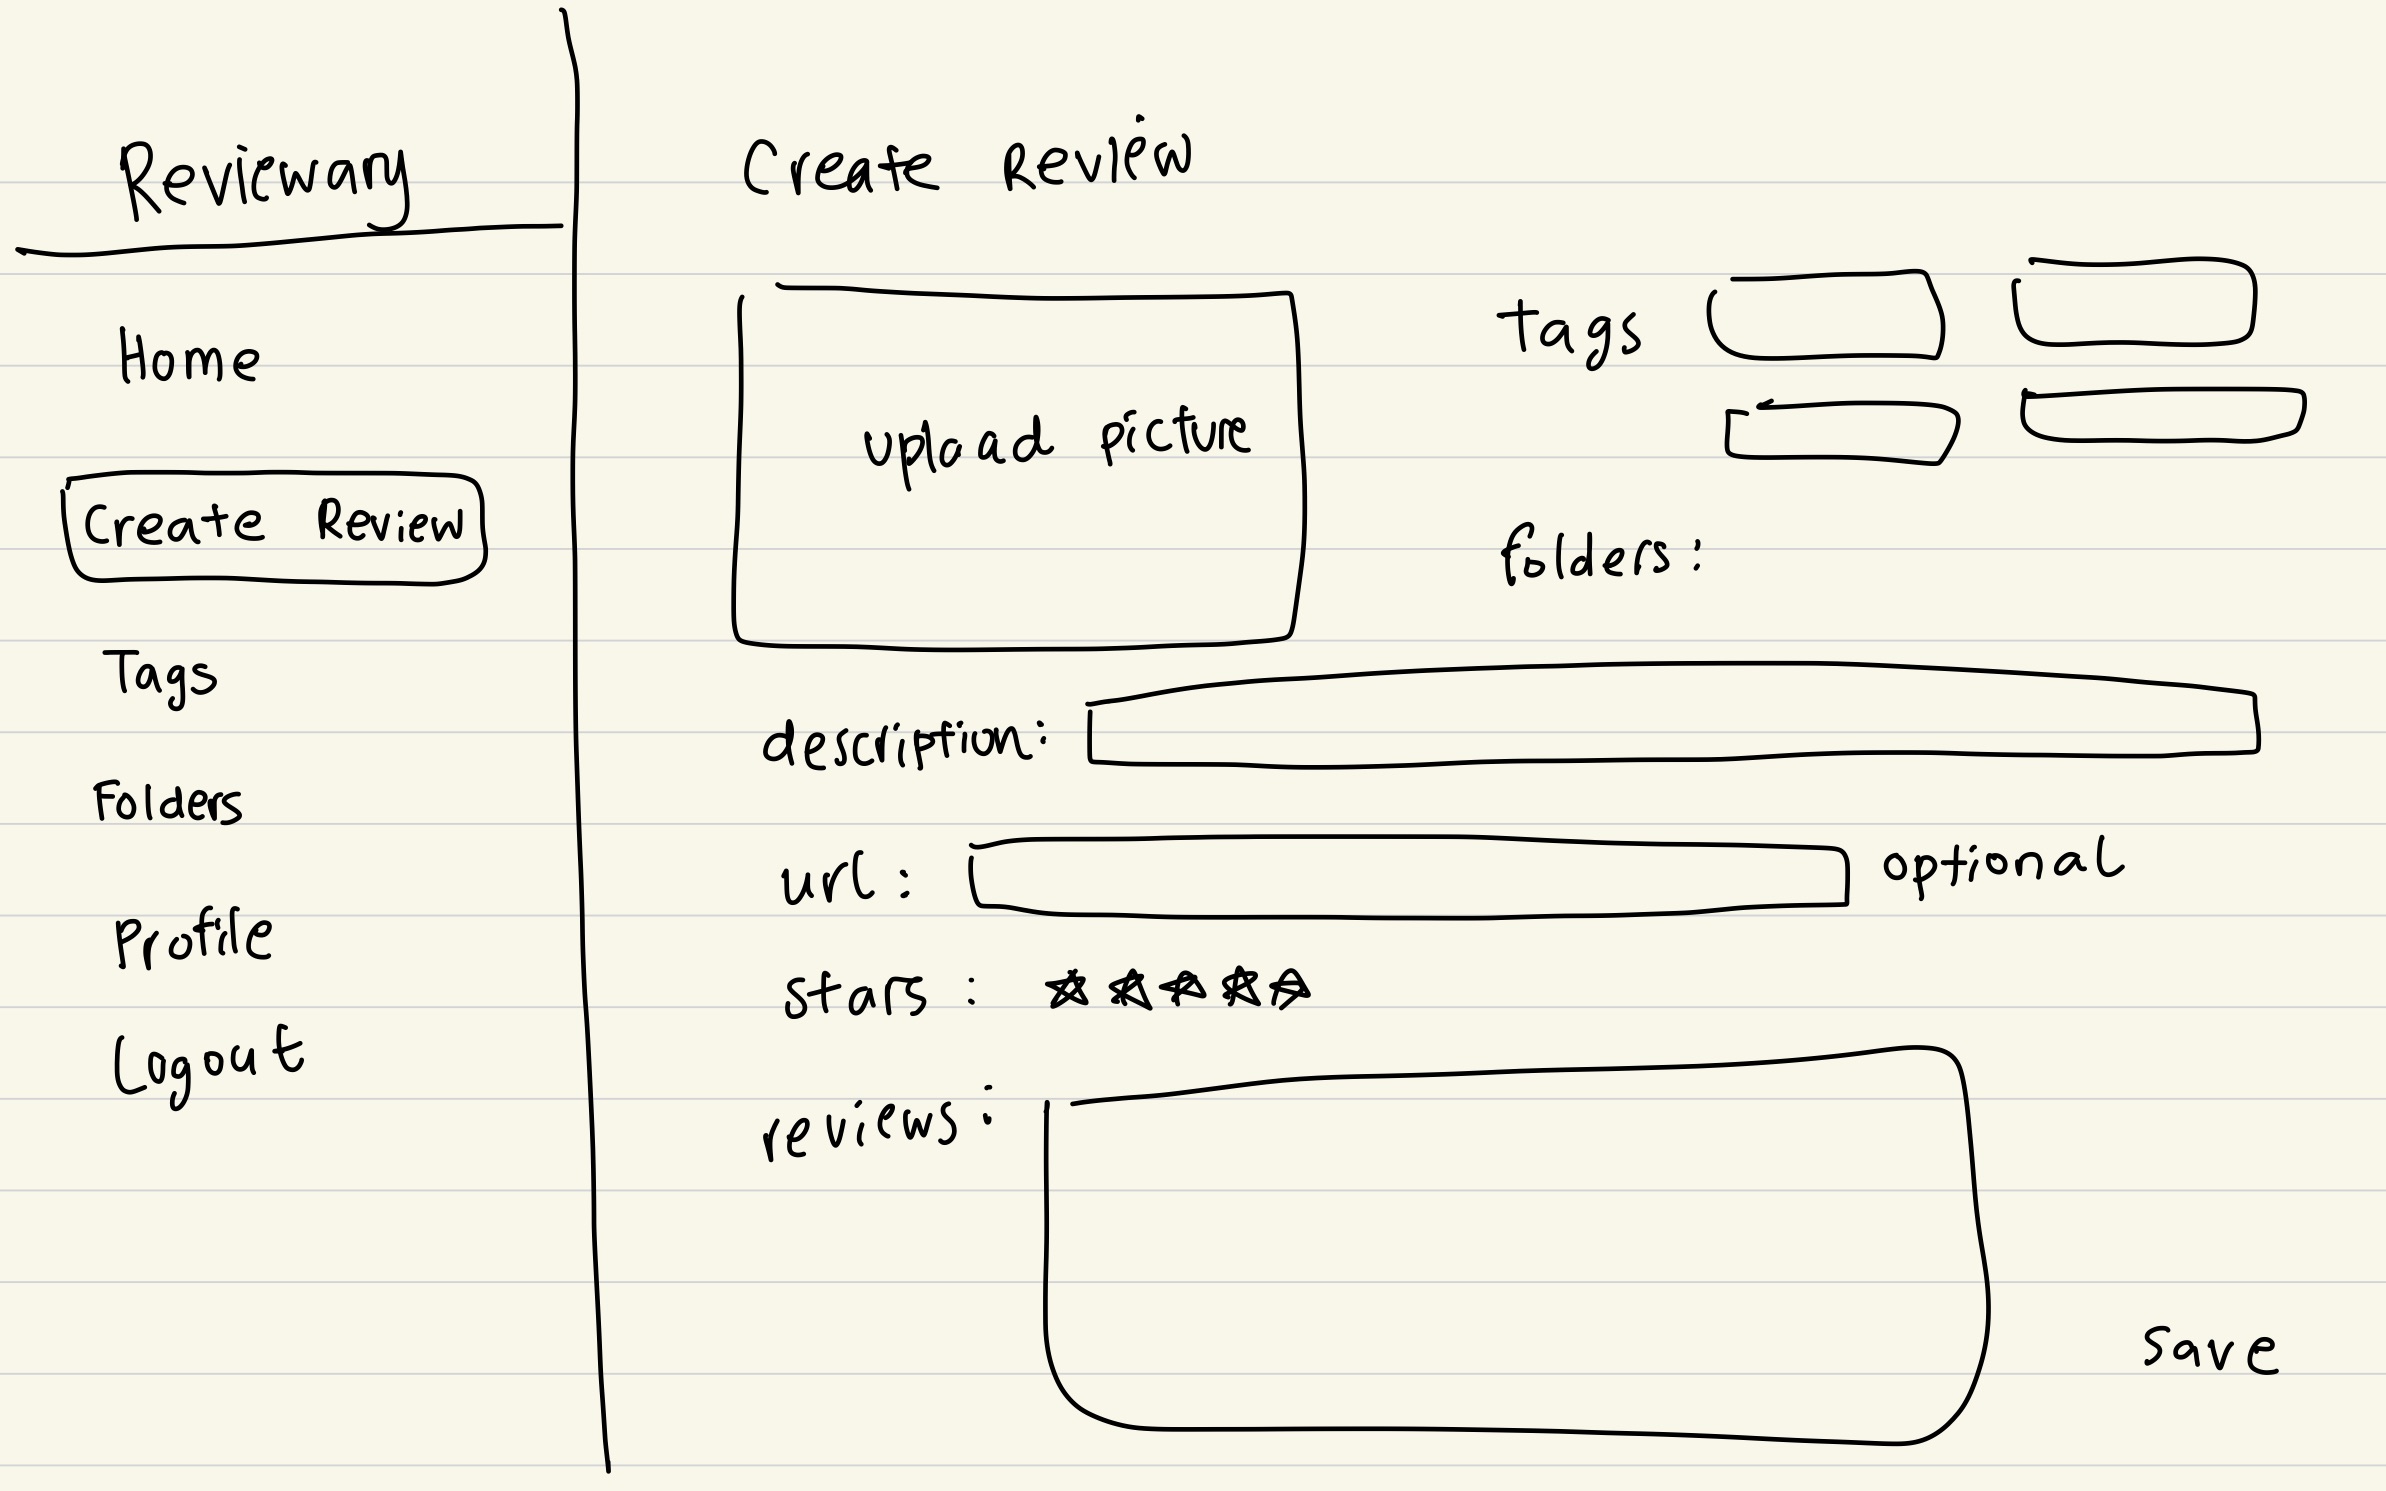 Reviewany
Home
Create Review
Tags
Folders
Profile
Logout
Create Review
upload picture
tags
folders:
description:
url: optional
stars:
reviews:
save